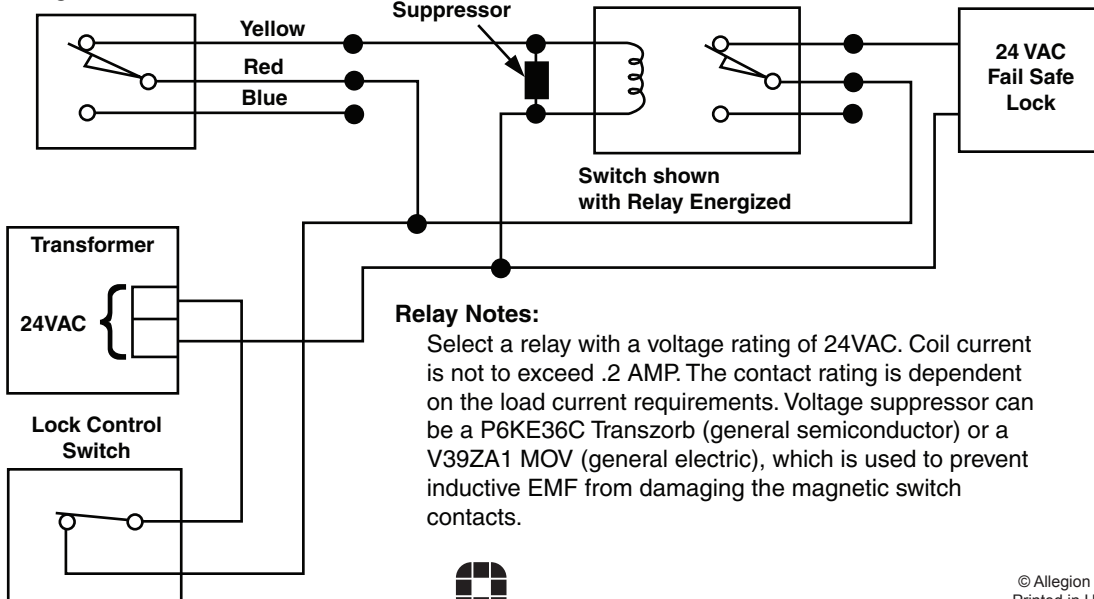 Suppressor
Yellow
Red
Blue
24 VAC
Fail Safe
Lock
Switch shown
with Relay Energized
Transformer
24VAC
Lock Control
Switch
Relay Notes:
Select a relay with a voltage rating of 24VAC. Coil current
is not to exceed .2 AMP. The contact rating is dependent
on the load current requirements. Voltage suppressor can
be a P6KE36C Transzorb (general semiconductor) or a
V39ZA1 MOV (general electric), which is used to prevent
inductive EMF from damaging the magnetic switch
contacts.
© Allegion